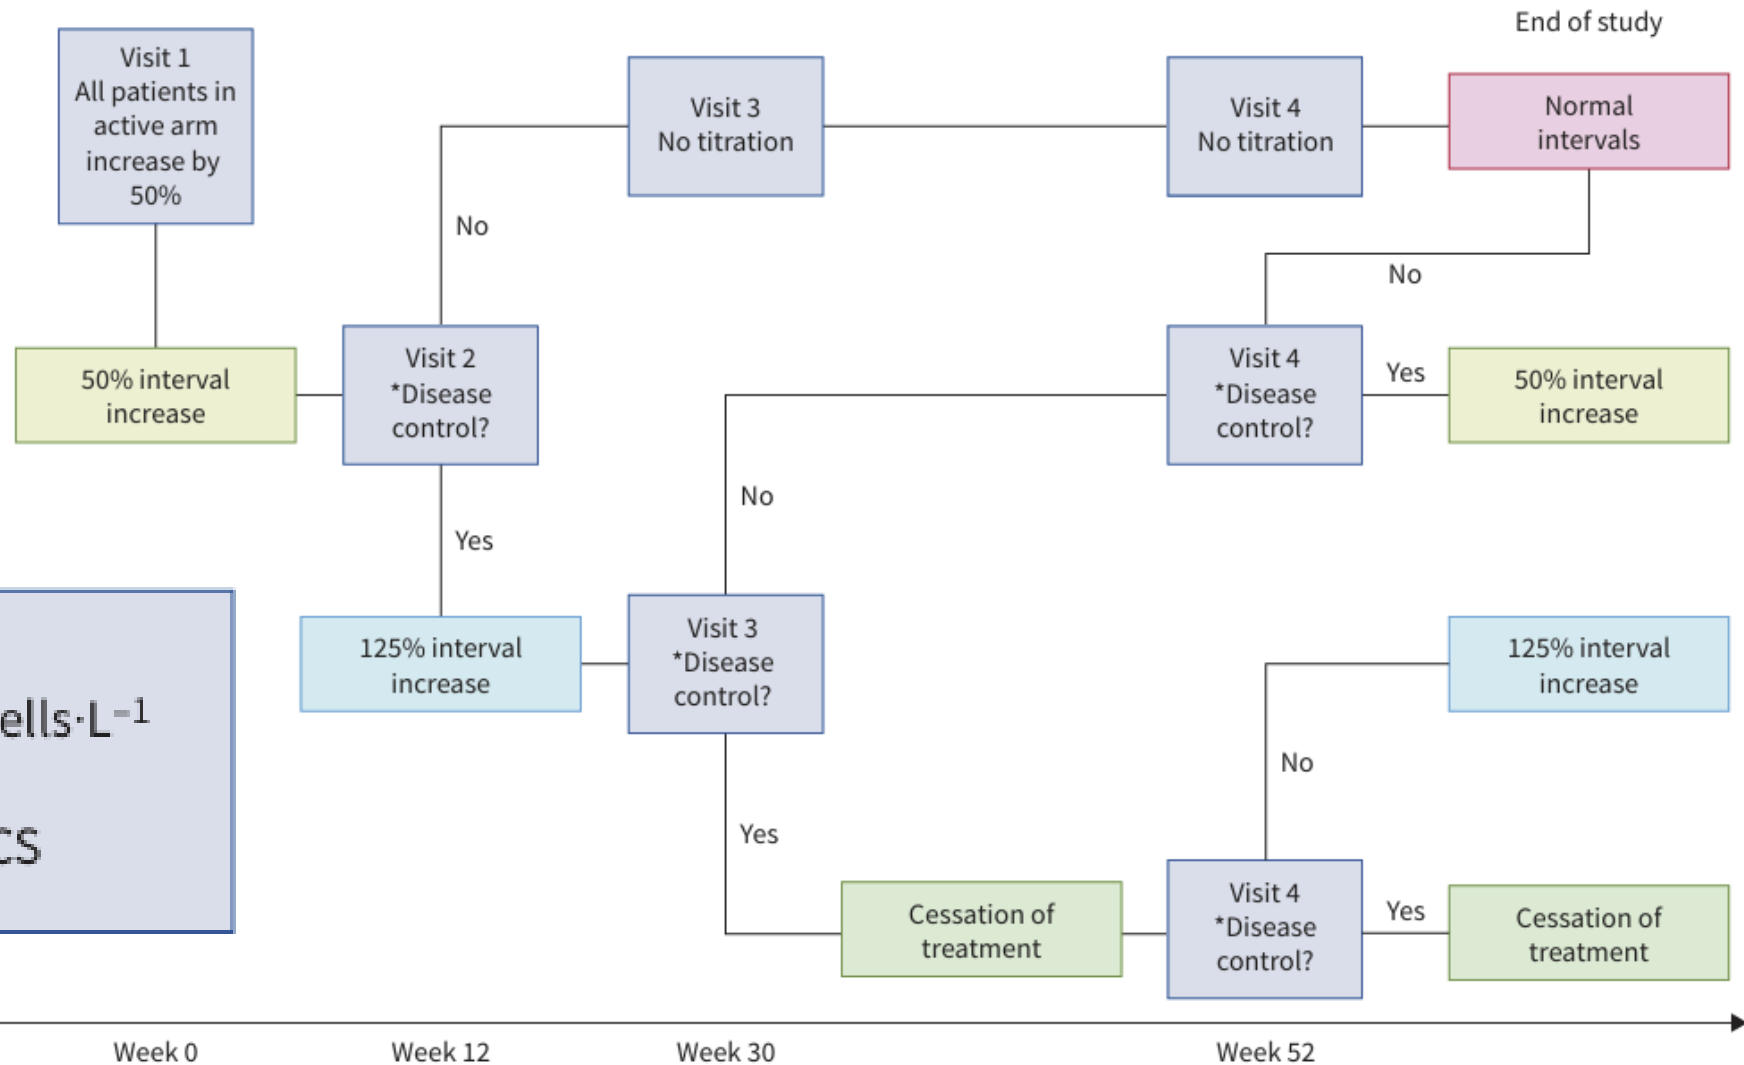 End of study
Visit 1
All patients in
active arm
increase by
50%
Visit 3
No titration
Visit 4
No titration
Normal
intervals
No
No
50% interval
increase
Visit 2
*Disease
control?
Visit 4
*Disease
control?
Yes
50% interval
increase
No
Yes
125% interval
increase
Visit 3
*Disease
control?
125% interval
increase
ells·L⁻¹
No
Yes
CS
Cessation of
treatment
Visit 4
*Disease
control?
Yes
Cessation of
treatment
Week 0
Week 12
Week 30
Week 52